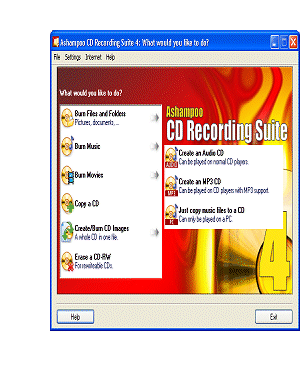 Ashampoo CD Recording Suite 4: What would you like to do?
File Settings Internet Help
What would you like to do?
Burn Files and Folders
Pictures, documents, ...
Burn Music
Burn Movies
Copy a CD
Create/Burn CD Images
A whole CD in one file.
Erase a CD-RW
For rewriteable CDs.
Ashampoo
CD Recording Suite
AUDIO
Create an Audio CD
Can be played on normal CD players.
MP3
Create an MP3 CD
Can be played on CD players with MP3 support.
PC
Just copy music files to a CD
Can only be played on a PC.
4
Help
Exit